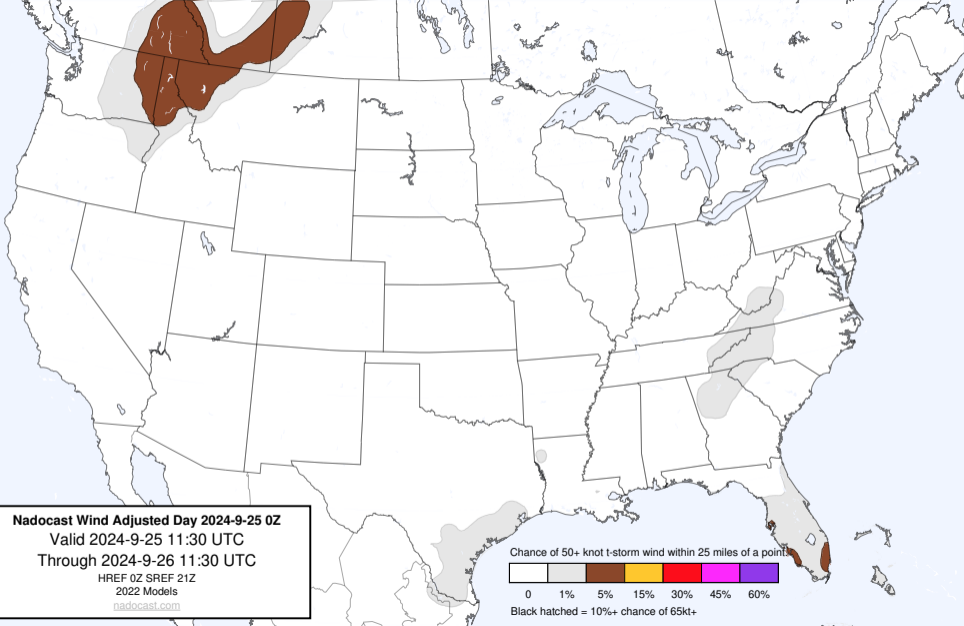 Nadocast Wind Adjusted Day 2024-9-25 0Z
Valid 2024-9-25 11:30 UTC
Through 2024-9-26 11:30 UTC
HREF 0Z SREF 21Z
2022 Models
nadocast.com
Chance of 50+ knot t-storm wind within 25 miles of a point.
0 1% 5% 15% 30% 45% 60%
Black hatched = 10%+ chance of 65kt+